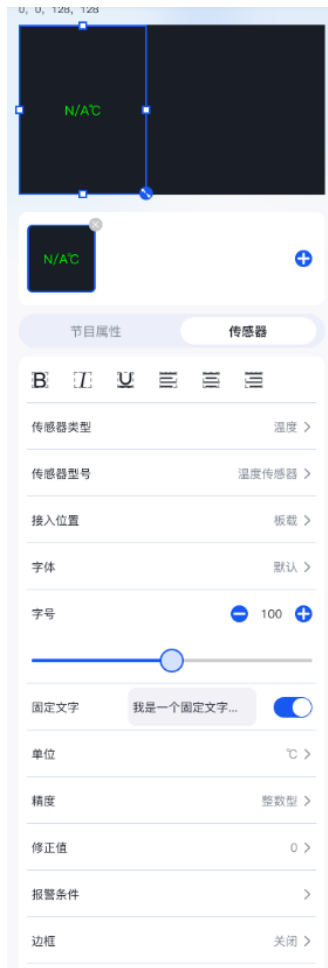 0, 0, 128, 128
N/A℃
N/A℃
节目属性 传感器
B I U
传感器类型 温度
传感器型号 温度传感器
接入位置 板载
字体 默认
字号 100
固定文字 我是一个固定文字...
单位 ℃
精度 整数型
修正值 0
报警条件
边框 关闭